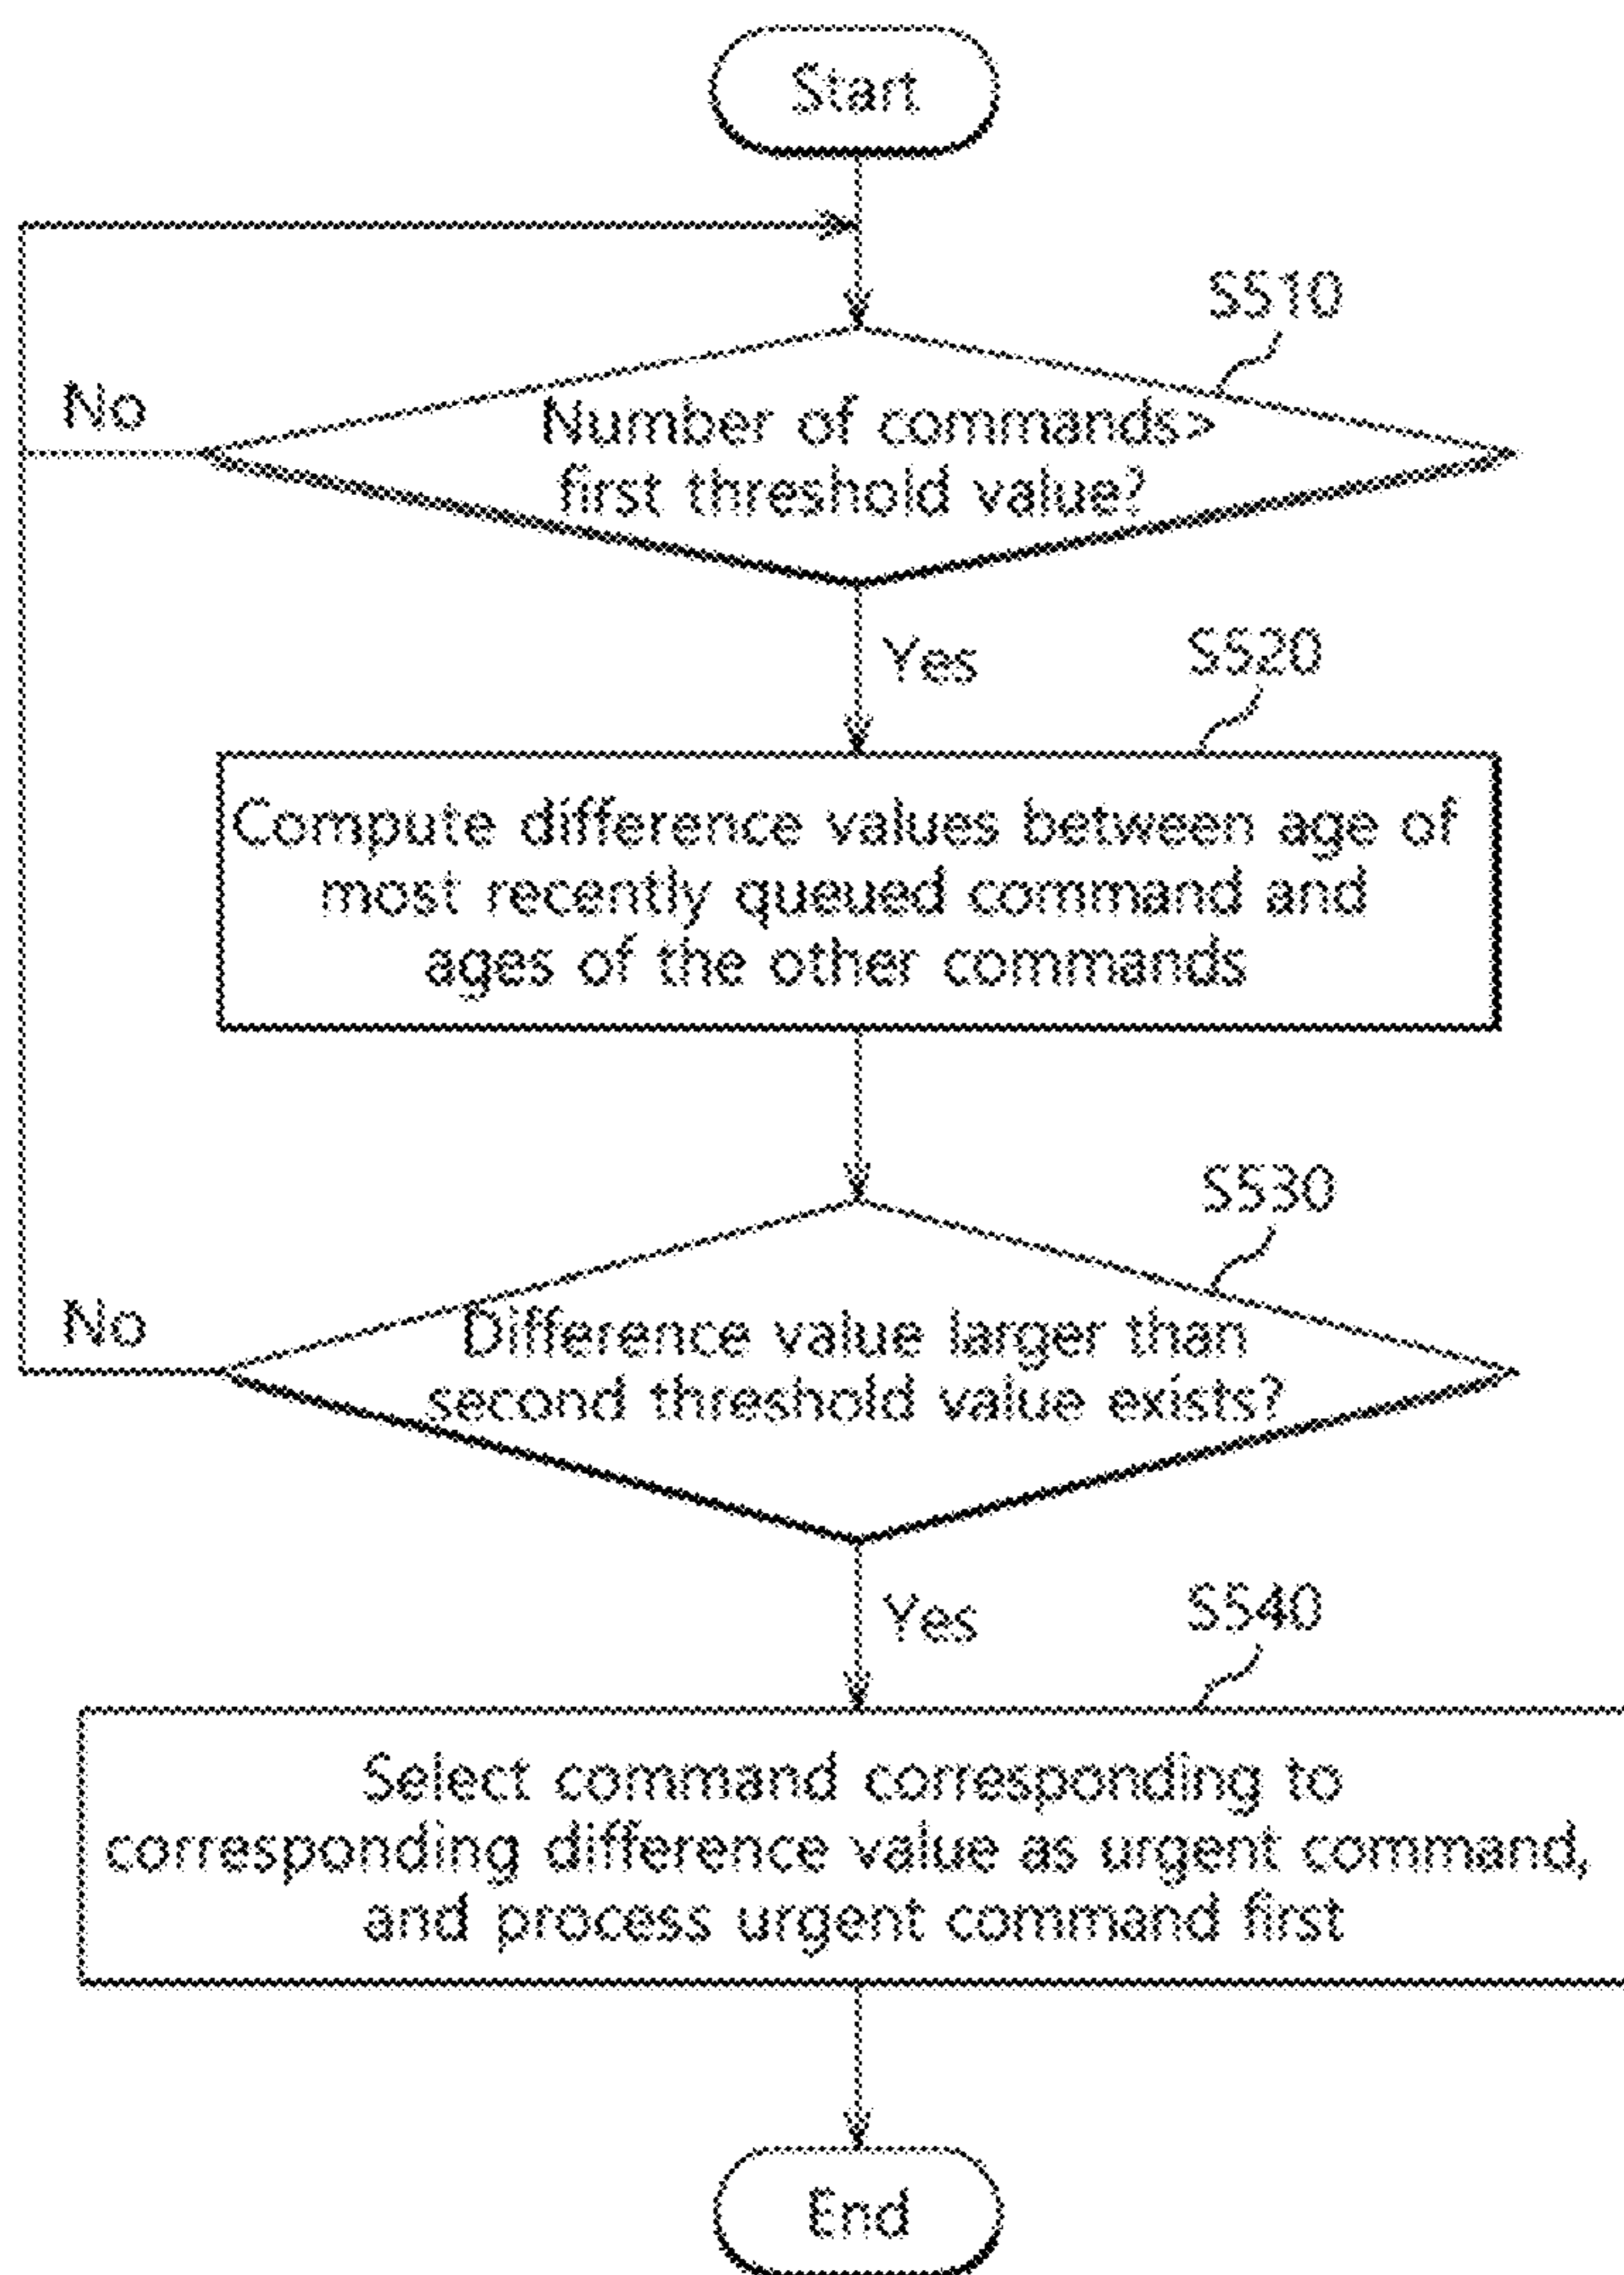 Start
S510
No
Number of commands>
first threshold value?
Yes
S520
Compute difference values between age of
most recently queued command and
ages of the other commands
S530
No
Difference value larger than
second threshold value exists?
Yes
S540
Select command corresponding to
corresponding difference value as urgent command,
and process urgent command first
End